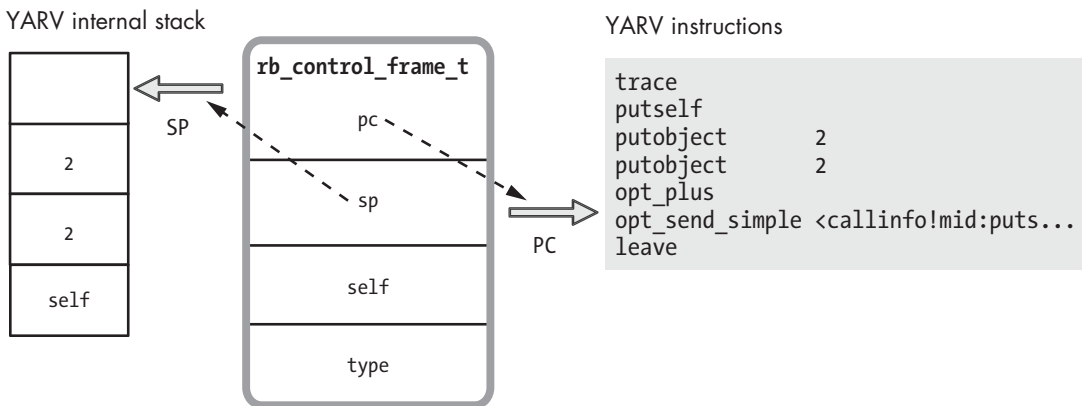 YARV internal stack
2
2
self
SP
rb_control_frame_t
pc
sp
self
type
PC
YARV instructions
trace
putself
putobject 2
putobject 2
opt_plus
opt_send_simple <callinfo!mid:puts...
leave